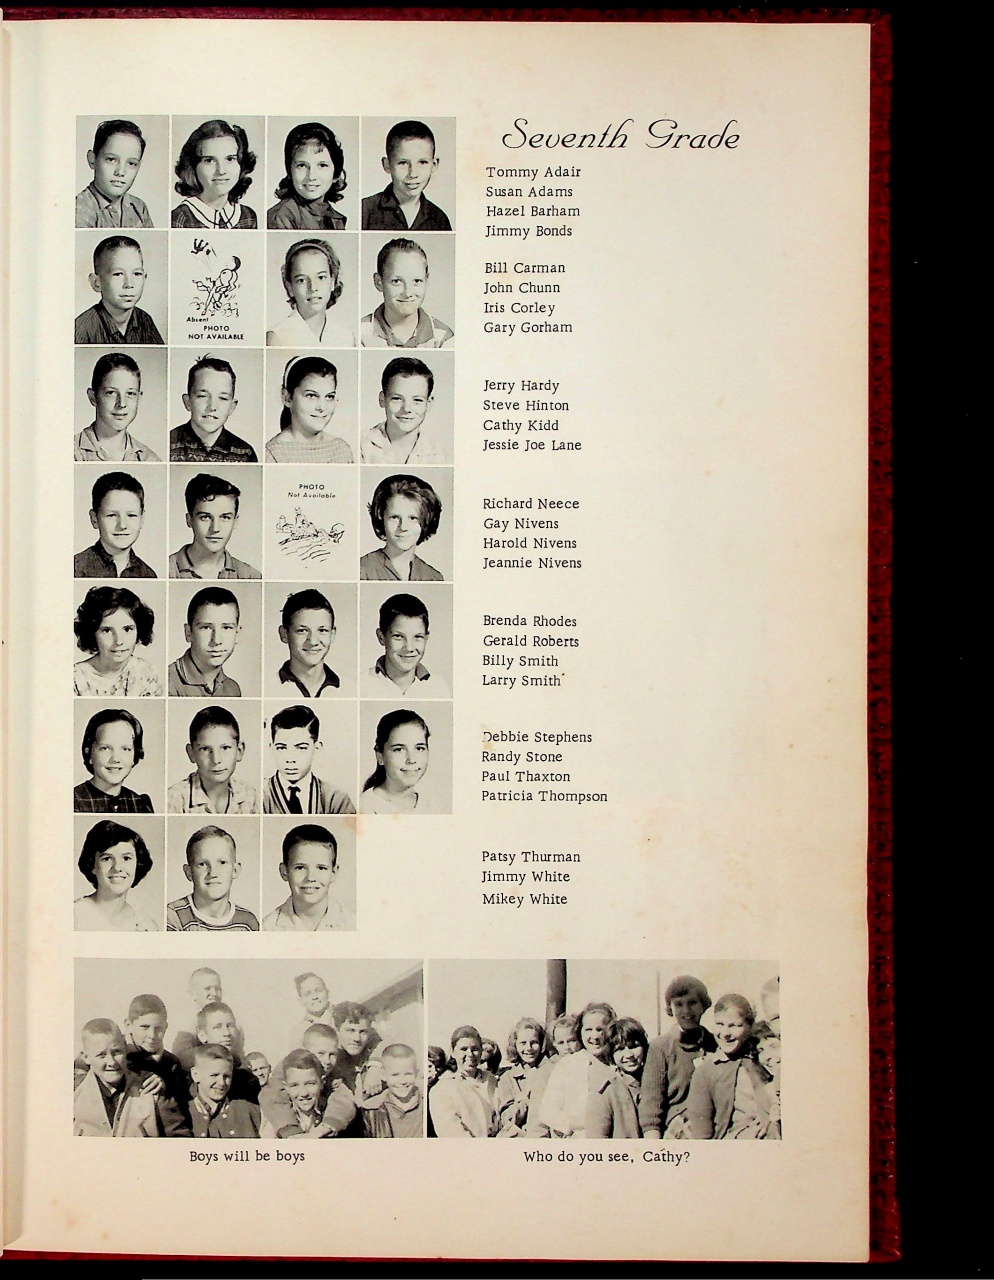 Seventh Grade
Tommy Adair
Susan Adams
Hazel Barham
Jimmy Bonds
Bill Carman
John Chunn
Iris Corley
Gary Gorham
Absent
PHOTO
NOT AVAILABLE
Jerry Hardy
Steve Hinton
Cathy Kidd
Jessie Joe Lane
PHOTO
Not Available
Richard Neece
Gay Nivens
Harold Nivens
Jeannie Nivens
Brenda Rhodes
Gerald Roberts
Billy Smith
Larry Smith
Debbie Stephens
Randy Stone
Paul Thaxton
Patricia Thompson
Patsy Thurman
Jimmy White
Mikey White
Boys will be boys
Who do you see, Cathy?